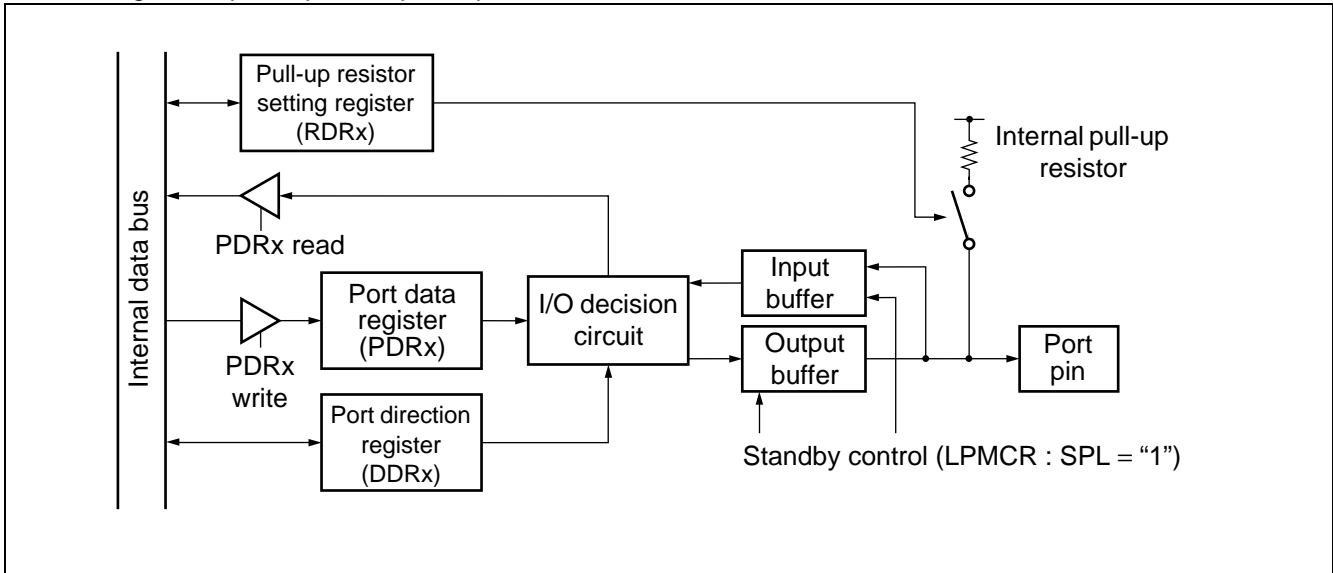 Pull-up resistor
setting register
(RDRx)
Internal pull-up
resistor
Internal data bus
PDRx read
Port data
register
(PDRx)
I/O decision
circuit
Input
buffer
Output
buffer
Port
pin
PDRx
write
Port direction
register
(DDRx)
Standby control (LPMCR : SPL = “1”)